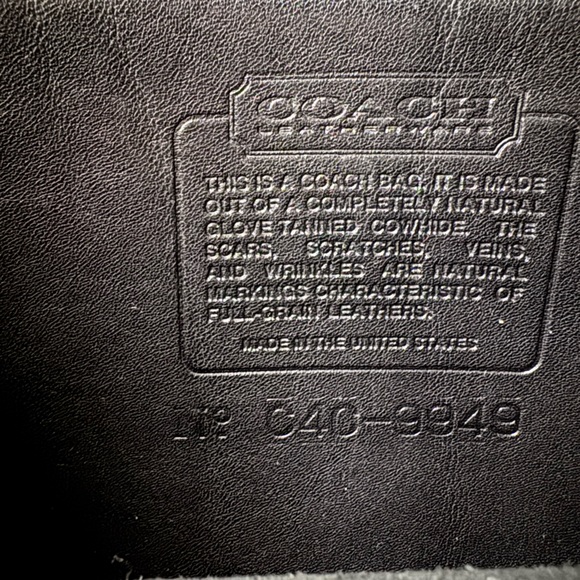 COACH
LEATHERWARE
THIS IS A COACH BAG. IT IS MADE
OUT OF A COMPLETELY NATURAL
GLOVE TANNED COWHIDE. THE
SCARS, SCRATCHES, VEINS,
AND WRINKLES ARE NATURAL
MARKINGS CHARACTERISTIC OF
FULL-GRAIN LEATHERS.
MADE IN THE UNITED STATES
Nº C4C-9949